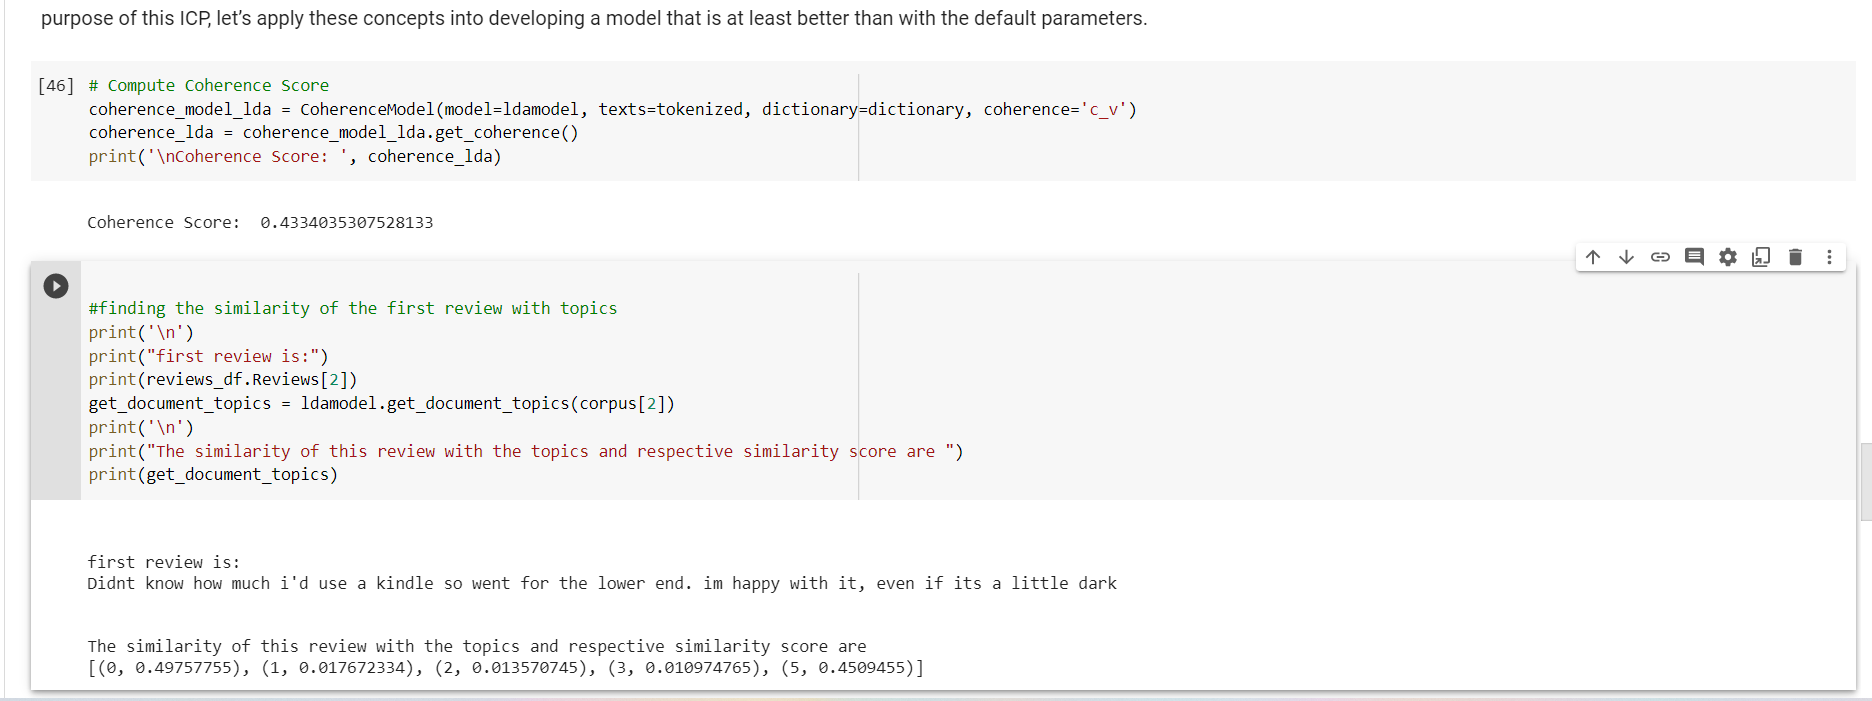 purpose of this ICP, let’s apply these concepts into developing a model that is at least better than with the default parameters.
[46] # Compute Coherence Score
coherence_model_lda = CoherenceModel(model=ldamodel, texts=tokenized, dictionary=dictionary, coherence='c_v')
coherence_lda = coherence_model_lda.get_coherence()
print('\nCoherence Score: ', coherence_lda)
Coherence Score:  0.4334035307528133
#finding the similarity of the first review with topics
print('\n')
print("first review is:")
print(reviews_df.Reviews[2])
get_document_topics = ldamodel.get_document_topics(corpus[2])
print('\n')
print("The similarity of this review with the topics and respective similarity score are ")
print(get_document_topics)
first review is:
Didnt know how much i'd use a kindle so went for the lower end. im happy with it, even if its a little dark
The similarity of this review with the topics and respective similarity score are
[(0, 0.49757755), (1, 0.017672334), (2, 0.013570745), (3, 0.010974765), (5, 0.4509455)]